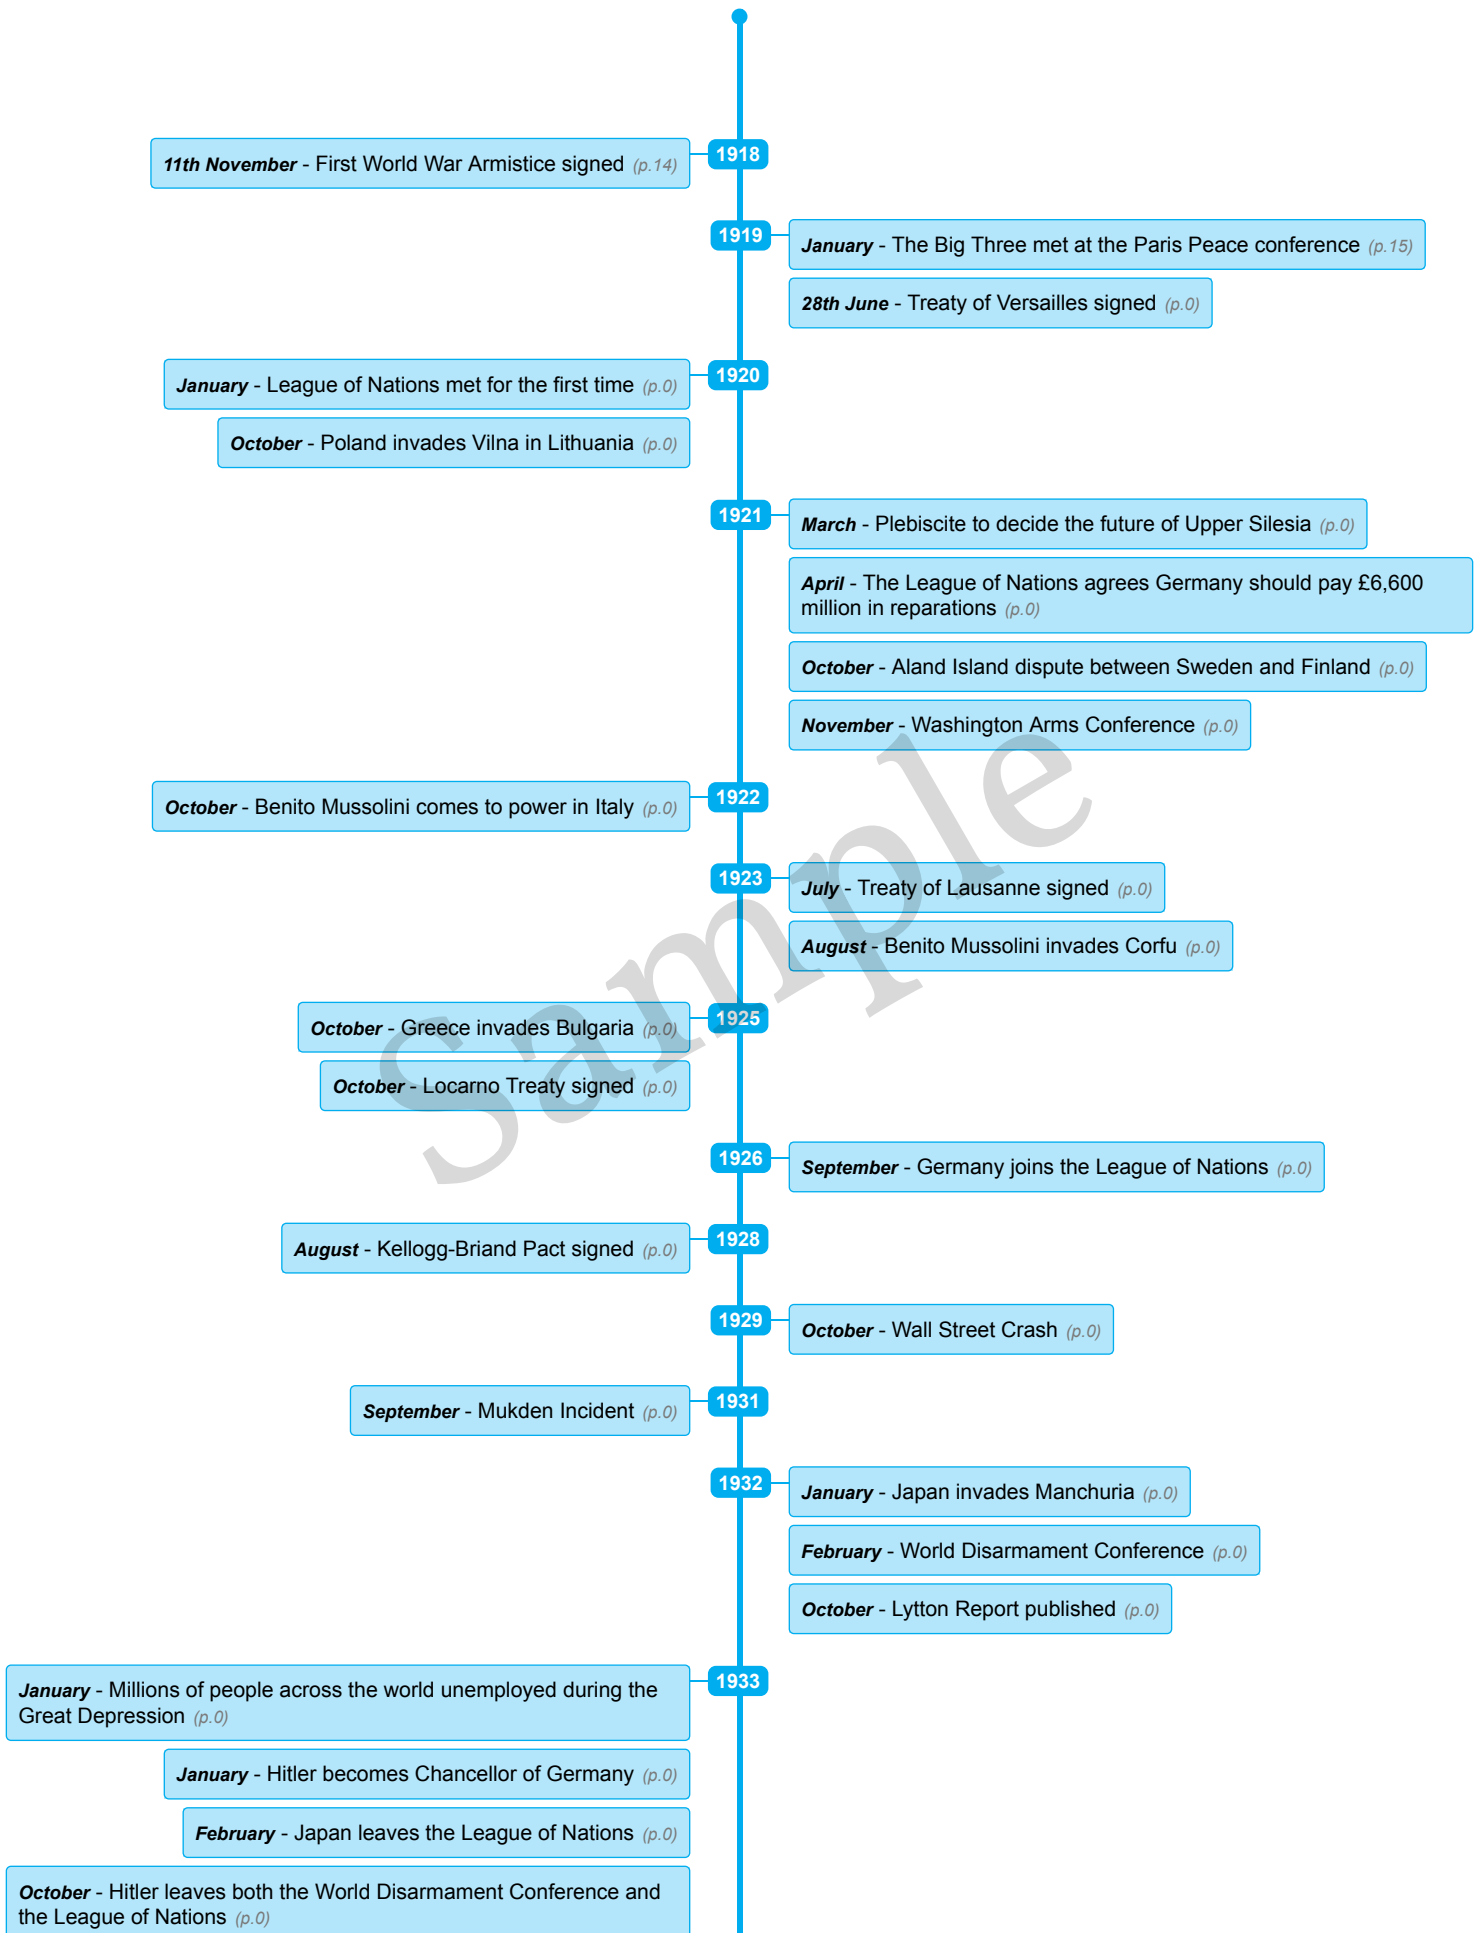 1918
11th November - First World War Armistice signed (p.14)
1919
January - The Big Three met at the Paris Peace conference (p.15)
28th June - Treaty of Versailles signed (p.0)
1920
January - League of Nations met for the first time (p.0)
October - Poland invades Vilna in Lithuania (p.0)
1921
March - Plebiscite to decide the future of Upper Silesia (p.0)
April - The League of Nations agrees Germany should pay £6,600
million in reparations (p.0)
October - Aland Island dispute between Sweden and Finland (p.0)
November - Washington Arms Conference (p.0)
1922
October - Benito Mussolini comes to power in Italy (p.0)
1923
July - Treaty of Lausanne signed (p.0)
August - Benito Mussolini invades Corfu (p.0)
Sample
1925
October - Greece invades Bulgaria (p.0)
October - Locarno Treaty signed (p.0)
1926
September - Germany joins the League of Nations (p.0)
1928
August - Kellogg-Briand Pact signed (p.0)
1929
October - Wall Street Crash (p.0)
1931
September - Mukden Incident (p.0)
1932
January - Japan invades Manchuria (p.0)
February - World Disarmament Conference (p.0)
October - Lytton Report published (p.0)
1933
January - Millions of people across the world unemployed during the
Great Depression (p.0)
January - Hitler becomes Chancellor of Germany (p.0)
February - Japan leaves the League of Nations (p.0)
October - Hitler leaves both the World Disarmament Conference and
the League of Nations (p.0)